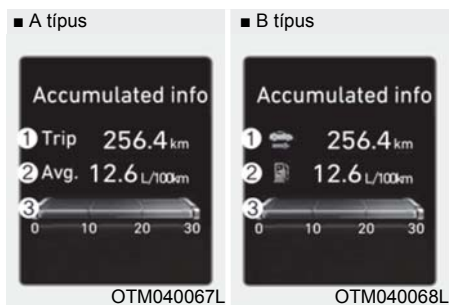 ■ A típus
Accumulated info
① Trip 256.4 km
② Avg. 12.6 L/100km
③
0 10 20 30
OTM040067L
■ B típus
Accumulated info
① 256.4 km
② 12.6 L/100km
③
0 10 20 30
OTM040068L